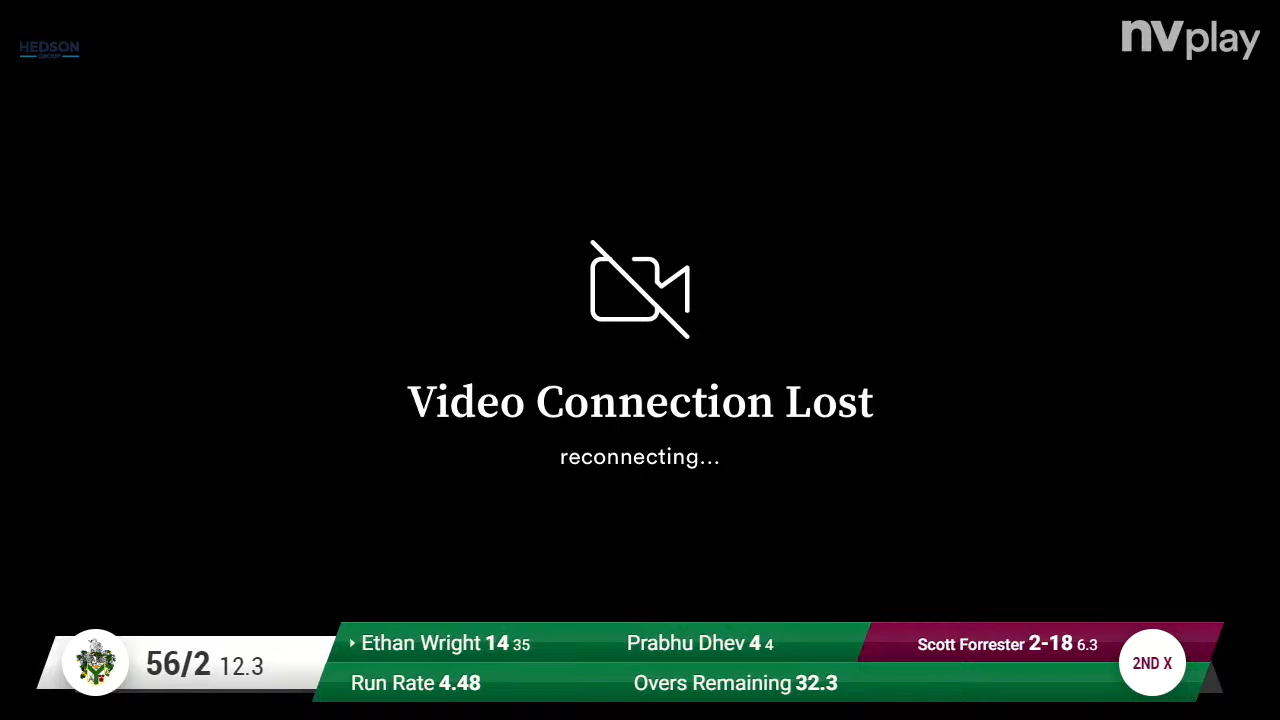 HEDSON
GROUP
nvplay
Video Connection Lost
reconnecting...
56/2 12.3
Ethan Wright 14 35 Prabhu Dhev 4 4 Scott Forrester 2-18 6.3
Run Rate 4.48 Overs Remaining 32.3
2ND X